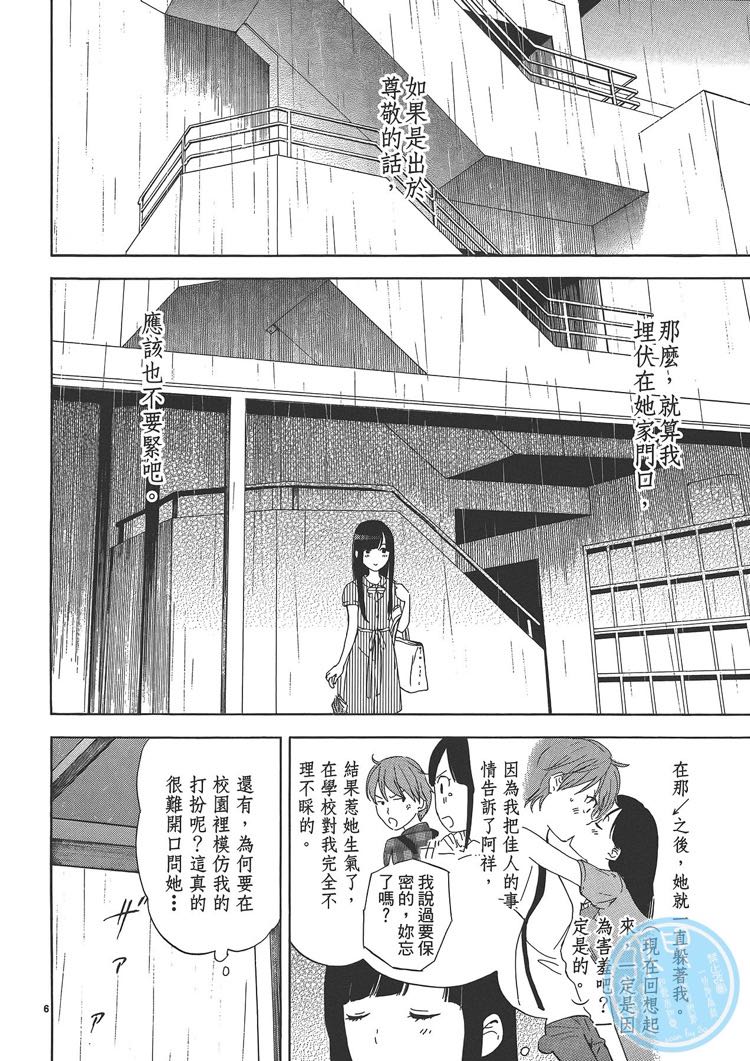 如果是出於
尊敬的話，
那麼，就算我
埋伏在她家門口，
應該也不要緊吧。
在那↙之後，她就一直躲著我。
（現在回想起
來，一定是因
為害羞吧？一
定是的。）
因為我把佳人的事
情告訴了阿祥，
結果惹她生氣了，
在學校對我完全不
理不睬的。
我說過要保
密的，妳忘
了嗎？
還有，為何要在
校園裡模仿我的
打扮呢？這真的
很難開口問她…
6